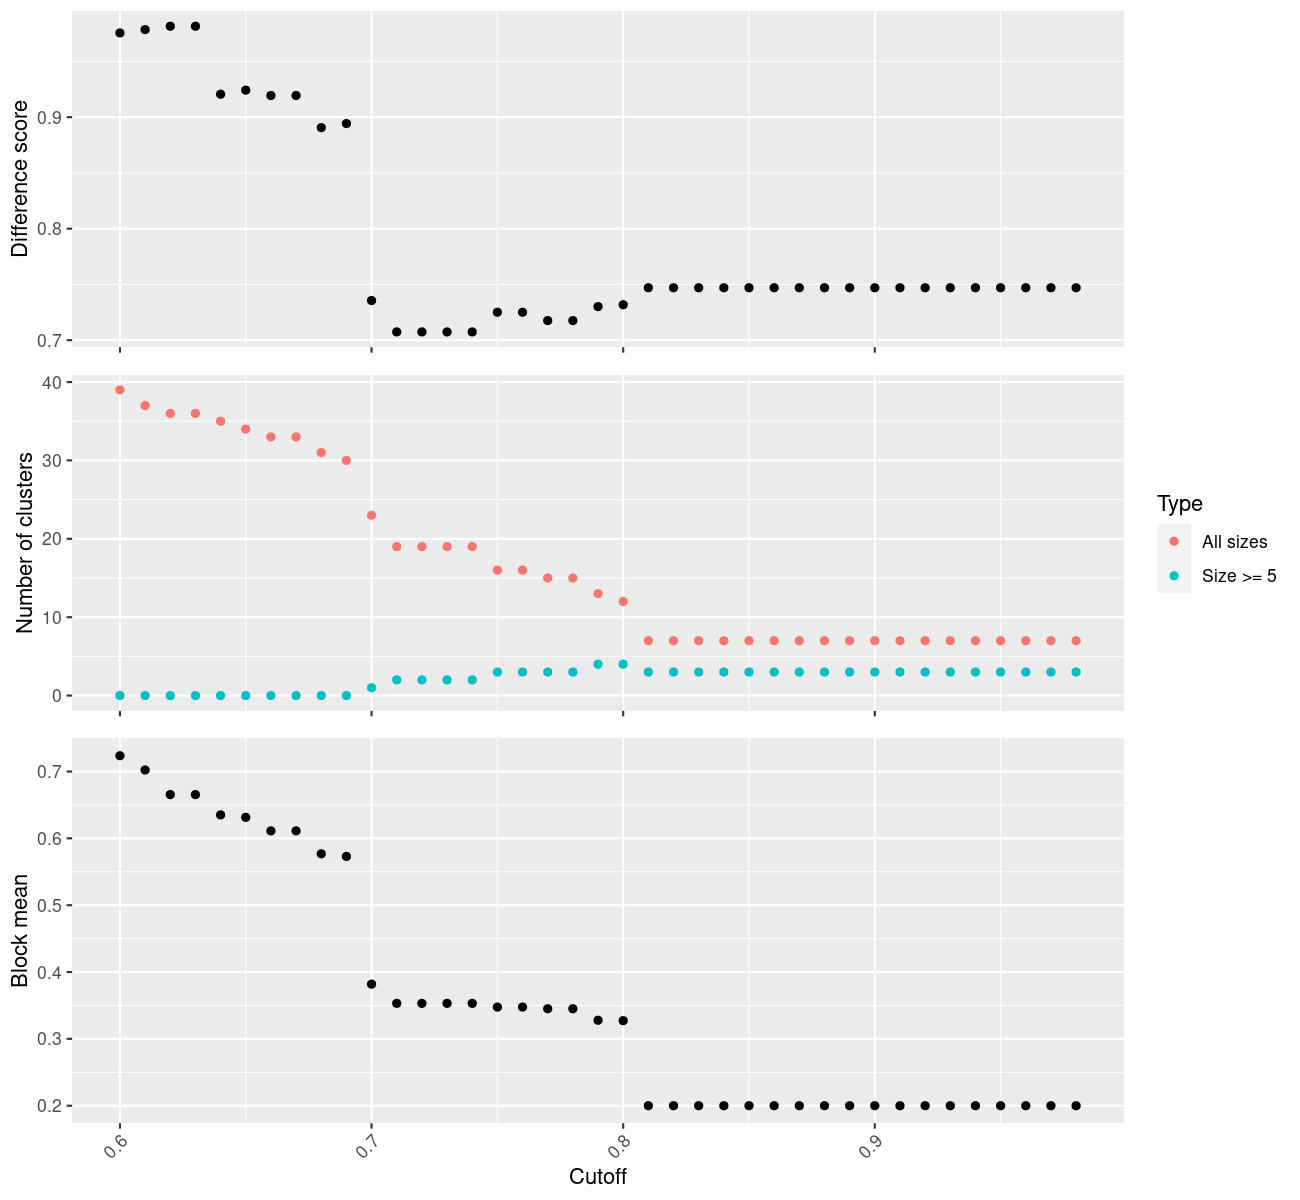 Difference score
0.9
0.8
0.7
Number of clusters
40
30
20
10
0
Type
All sizes
Size >= 5
Block mean
0.7
0.6
0.5
0.4
0.3
0.2
0.6
0.7
0.8
0.9
Cutoff